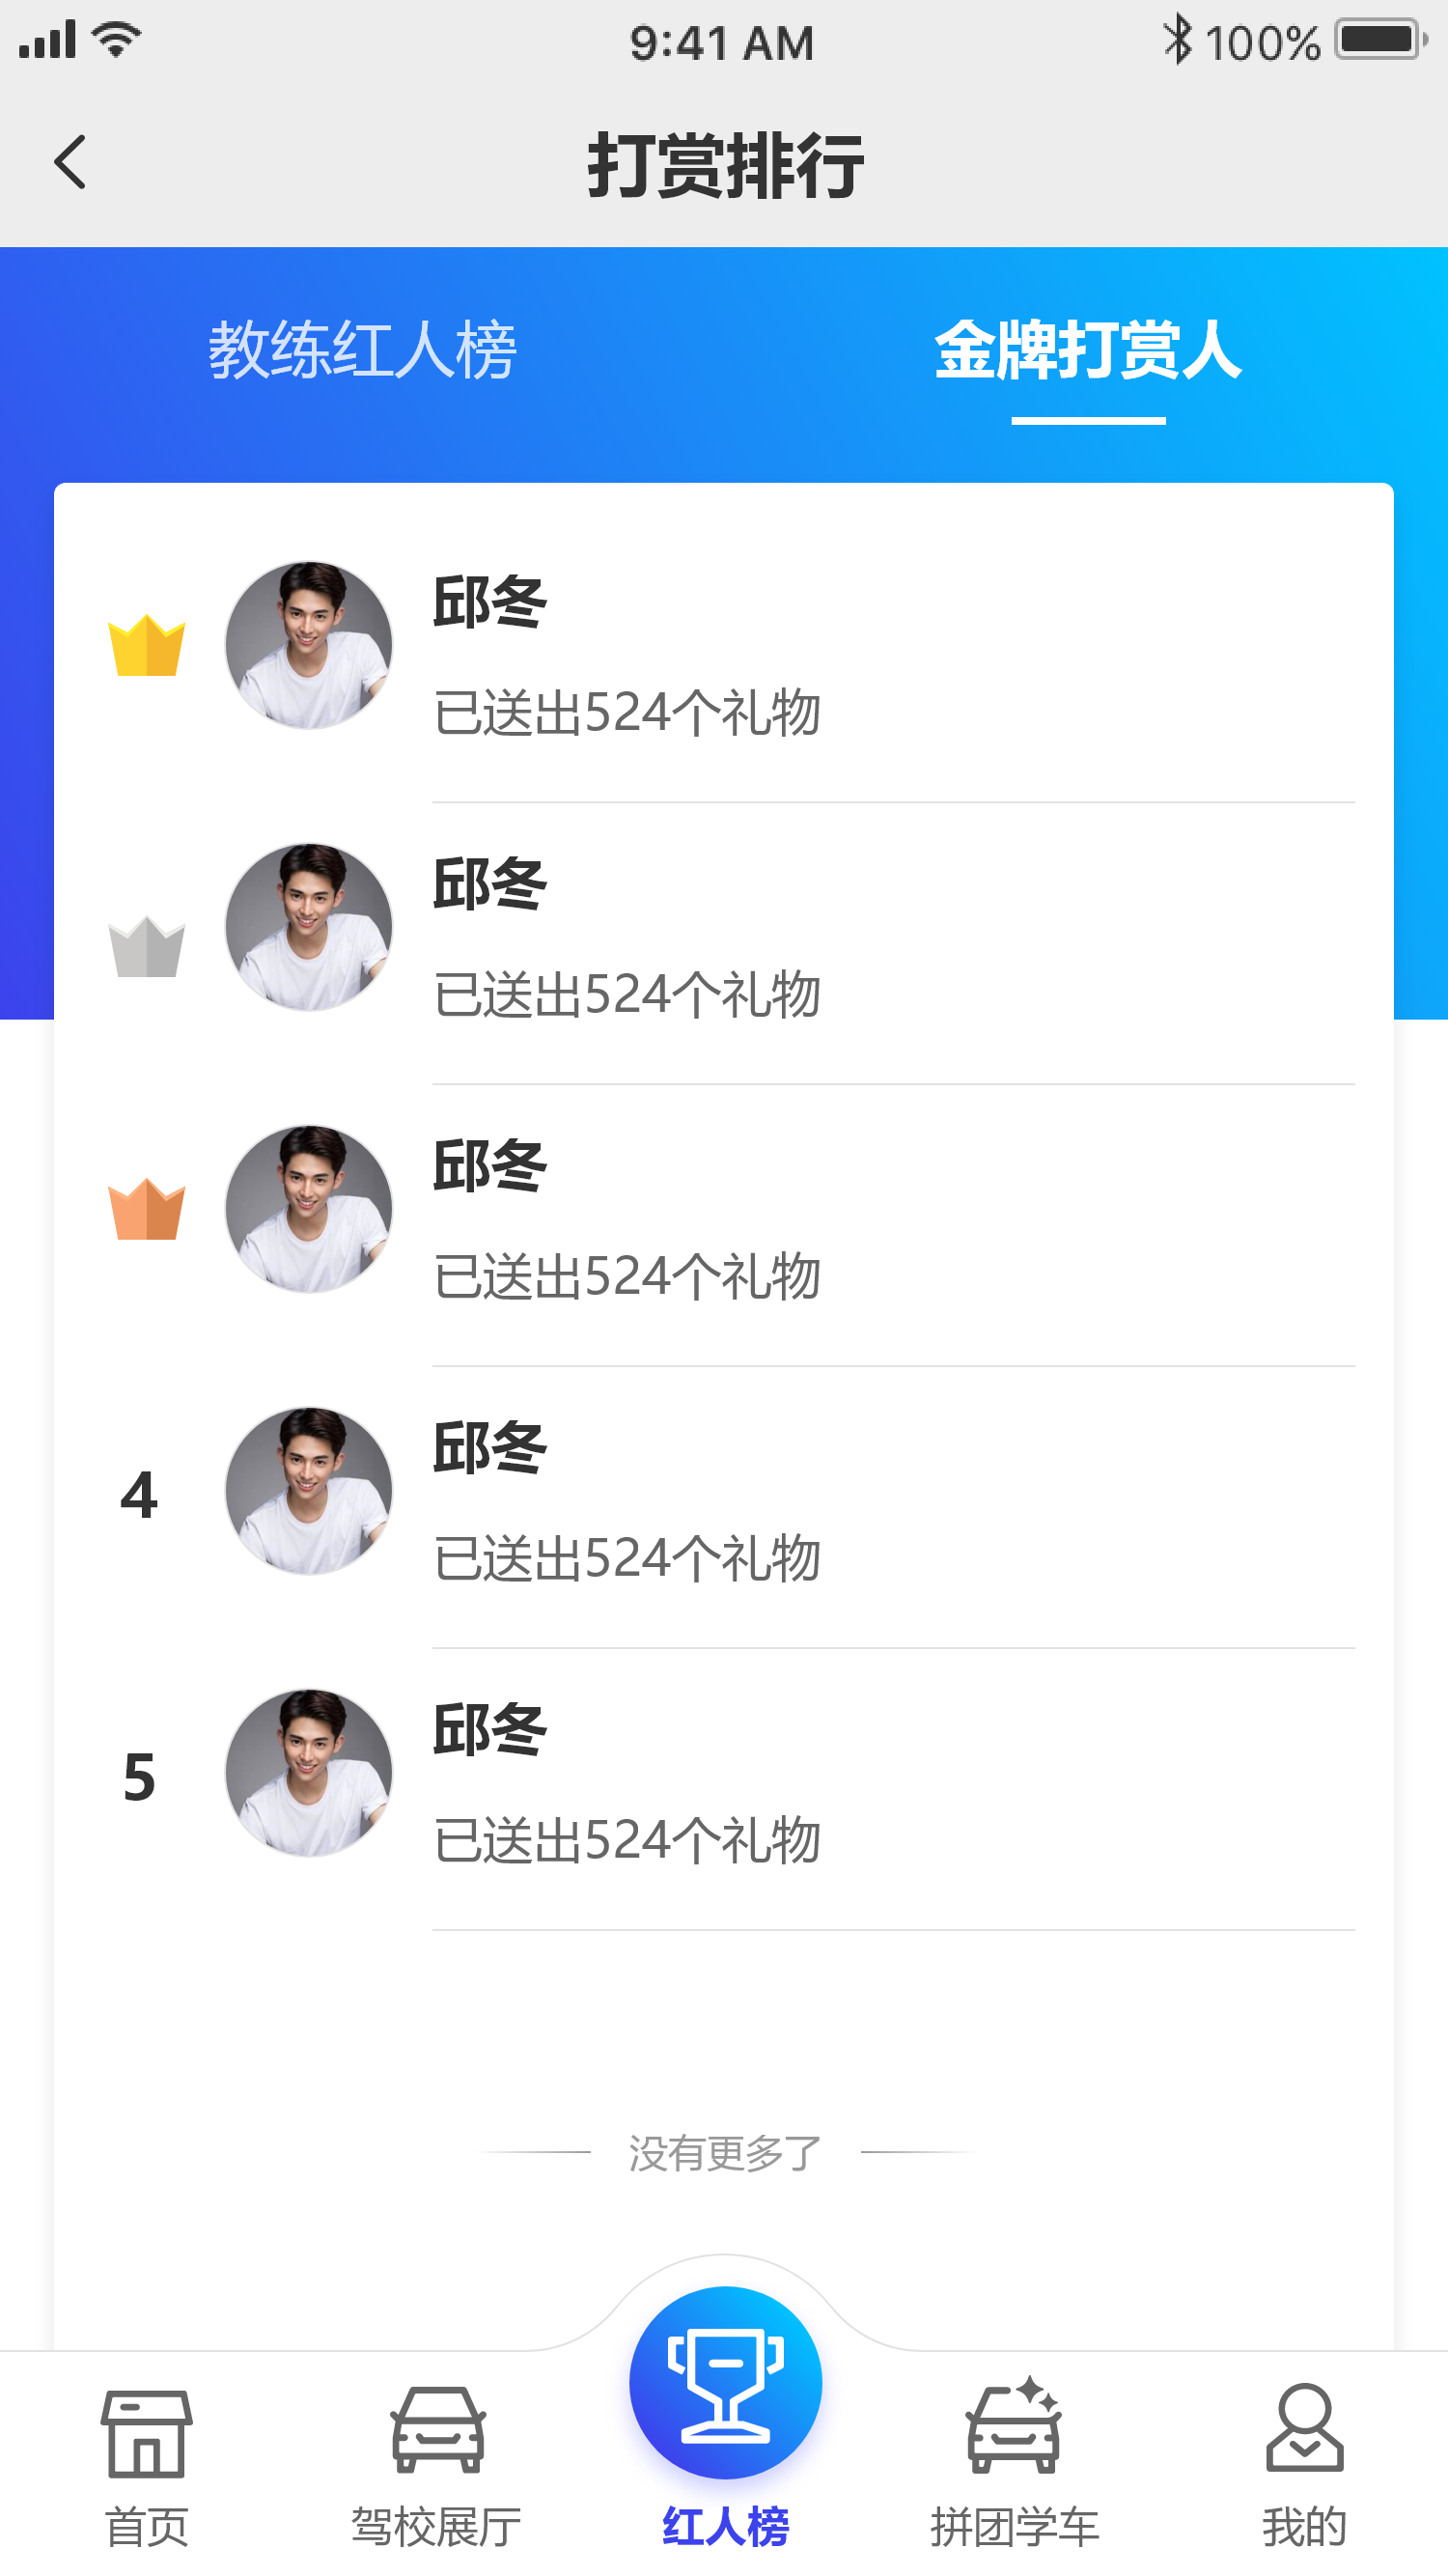 9:41 AM
100%
打赏排行
教练红人榜
金牌打赏人
邱冬
已送出524个礼物
邱冬
已送出524个礼物
邱冬
已送出524个礼物
4
邱冬
已送出524个礼物
5
邱冬
已送出524个礼物
没有更多了
首页
驾校展厅
红人榜
拼团学车
我的